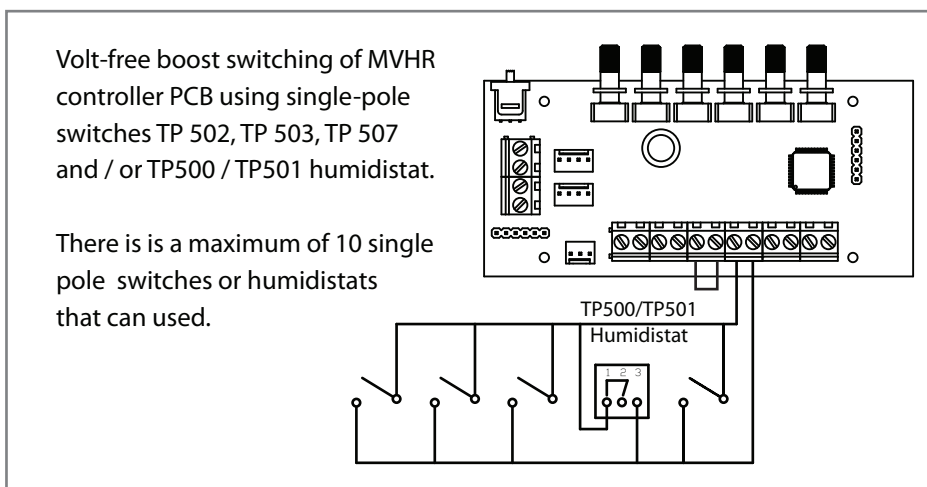 Volt-free boost switching of MVHR
controller PCB using single-pole
switches TP 502, TP 503, TP 507
and / or TP500 / TP501 humidistat.
There is is a maximum of 10 single
pole switches or humidistats
that can used.
TP500/TP501
Humidistat
1 2 3